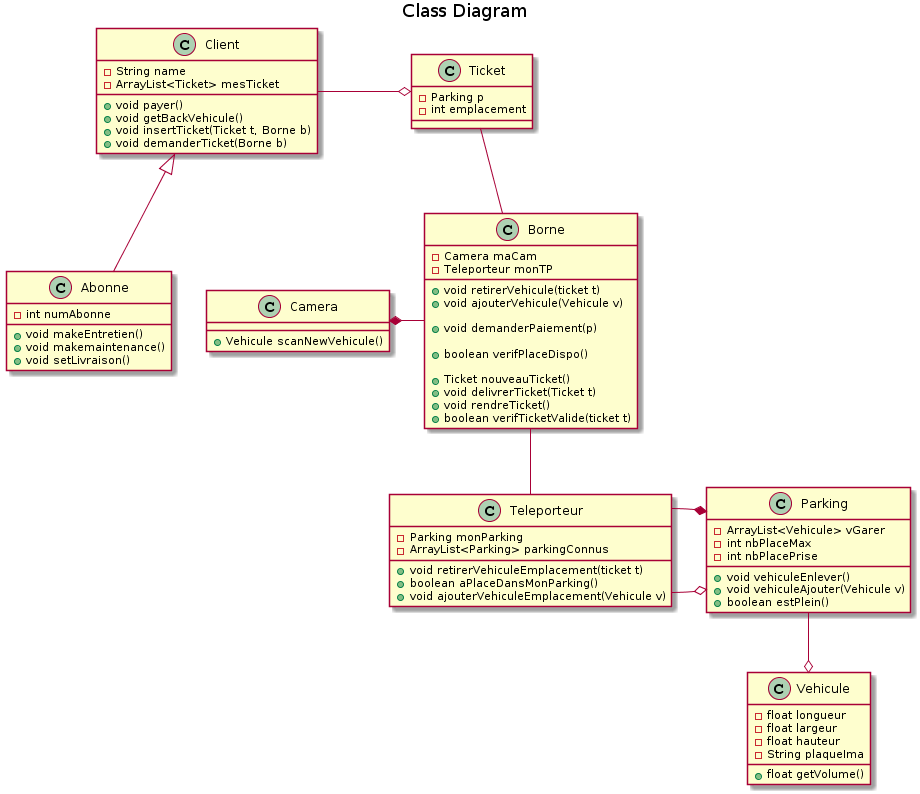 Class Diagram
C Client
String name
ArrayList<Ticket> mesTicket
void payer()
void getBackVehicule()
void insertTicket(Ticket t, Borne b)
void demanderTicket(Borne b)
C Ticket
Parking p
int emplacement
C Abonne
int numAbonne
void makeEntretien()
void makemaintenance()
void setLivraison()
C Camera
Vehicule scanNewVehicule()
C Borne
Camera maCam
Teleporteur monTP
void retirerVehicule(ticket t)
void ajouterVehicule(Vehicule v)
void demanderPaiement(p)
boolean verifPlaceDispo()
Ticket nouveauTicket()
void delivrerTicket(Ticket t)
void rendreTicket()
boolean verifTicketValide(ticket t)
C Teleporteur
Parking monParking
ArrayList<Parking> parkingConnus
void retirerVehiculeEmplacement(ticket t)
boolean aPlaceDansMonParking()
void ajouterVehiculeEmplacement(Vehicule v)
C Parking
ArrayList<Vehicule> vGarer
int nbPlaceMax
int nbPlacePrise
void vehiculeEnlever()
void vehiculeAjouter(Vehicule v)
boolean estPlein()
C Vehicule
float longueur
float largeur
float hauteur
String plaqueIma
float getVolume()